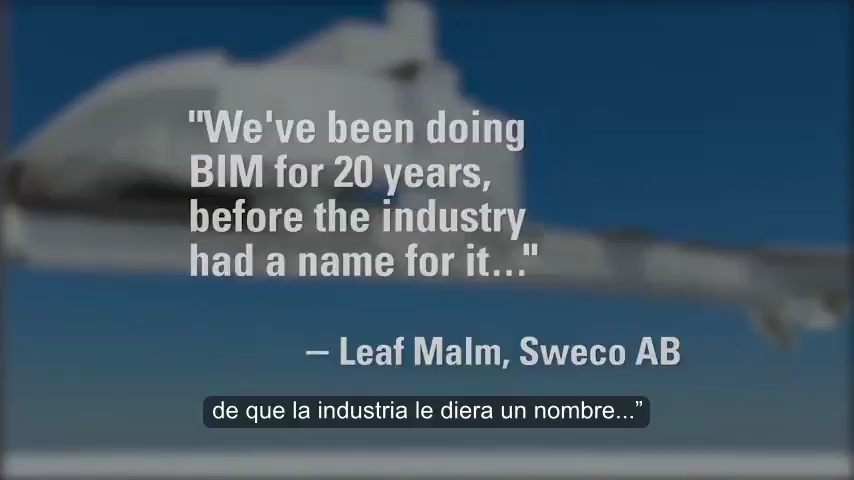 "We've been doing
BIM for 20 years,
before the industry
had a name for it..."
– Leaf Malm, Sweco AB
de que la industria le diera un nombre...”